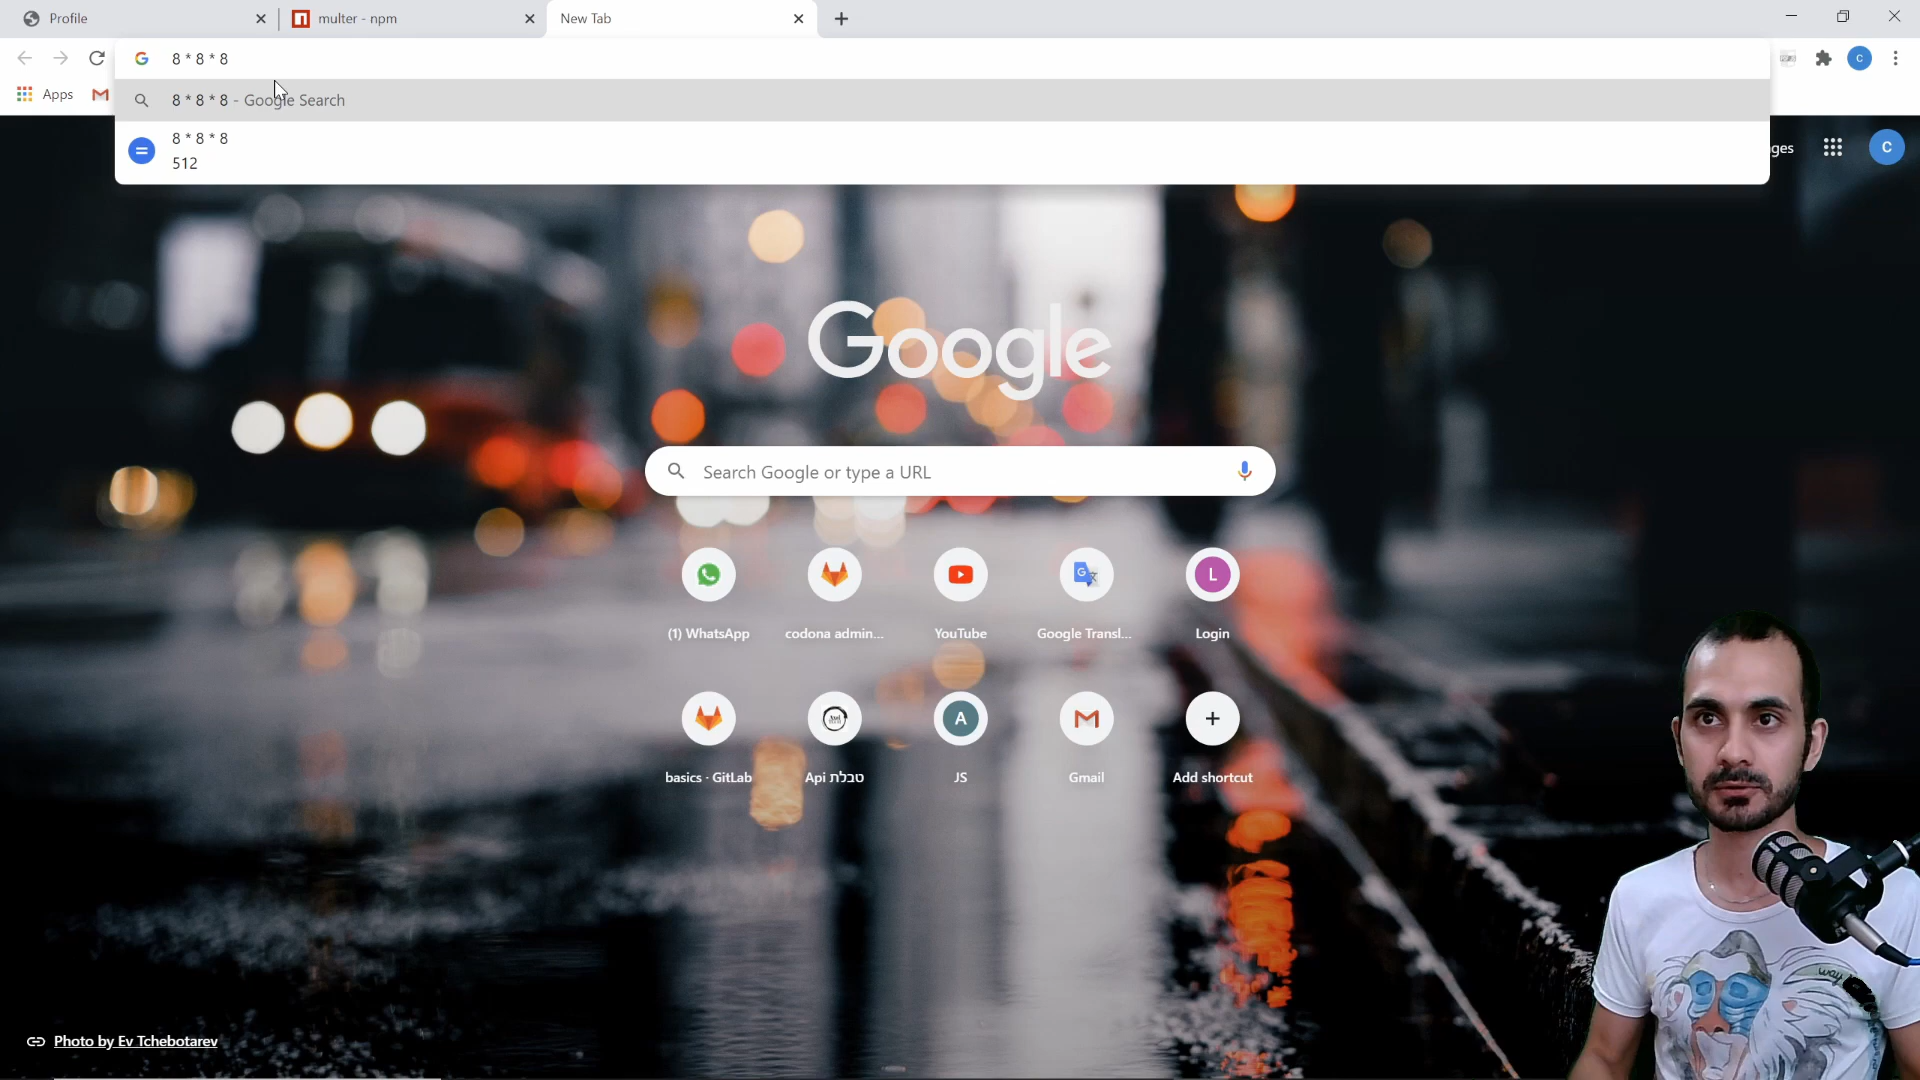 Profile
multer - npm
New Tab
8 * 8 * 8
8 * 8 * 8 - Google Search
Apps
8 * 8 * 8
512
ges
C
C
Google
Search Google or type a URL
(1) WhatsApp
codona admin...
YouTube
Google Transl...
L
Login
basics · GitLab
טבלת Api
A
JS
Gmail
Add shortcut
way
Photo by Ev Tchebotarev